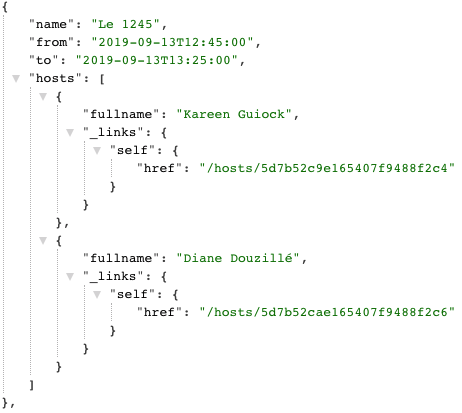 {
"name": "Le 1245",
"from": "2019-09-13T12:45:00",
"to": "2019-09-13T13:25:00",
"hosts": [
{
"fullname": "Kareen Guiock",
"_links": {
"self": {
"href": "/hosts/5d7b52c9e165407f9488f2c4"
}
}
},
{
"fullname": "Diane Douzillé",
"_links": {
"self": {
"href": "/hosts/5d7b52cae165407f9488f2c6"
}
}
}
]
},